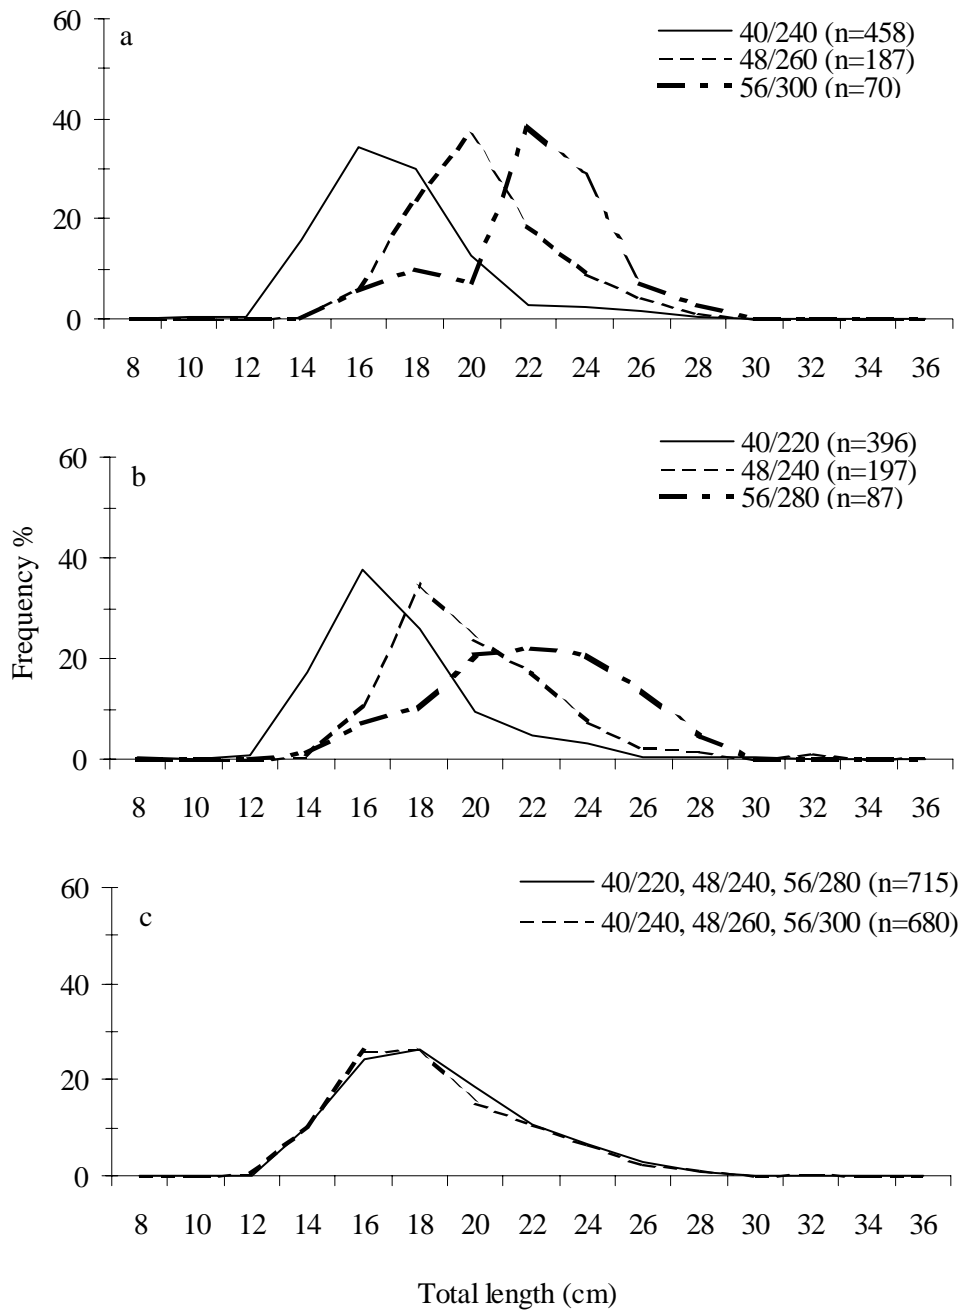 a
40/240 (n=458)
48/260 (n=187)
56/300 (n=70)
60
40
20
0
8 10 12 14 16 18 20 22 24 26 28 30 32 34 36
b
40/220 (n=396)
48/240 (n=197)
56/280 (n=87)
60
40
20
0
8 10 12 14 16 18 20 22 24 26 28 30 32 34 36
Frequency %
c
40/220, 48/240, 56/280 (n=715)
40/240, 48/260, 56/300 (n=680)
60
40
20
0
8 10 12 14 16 18 20 22 24 26 28 30 32 34 36
Total length (cm)